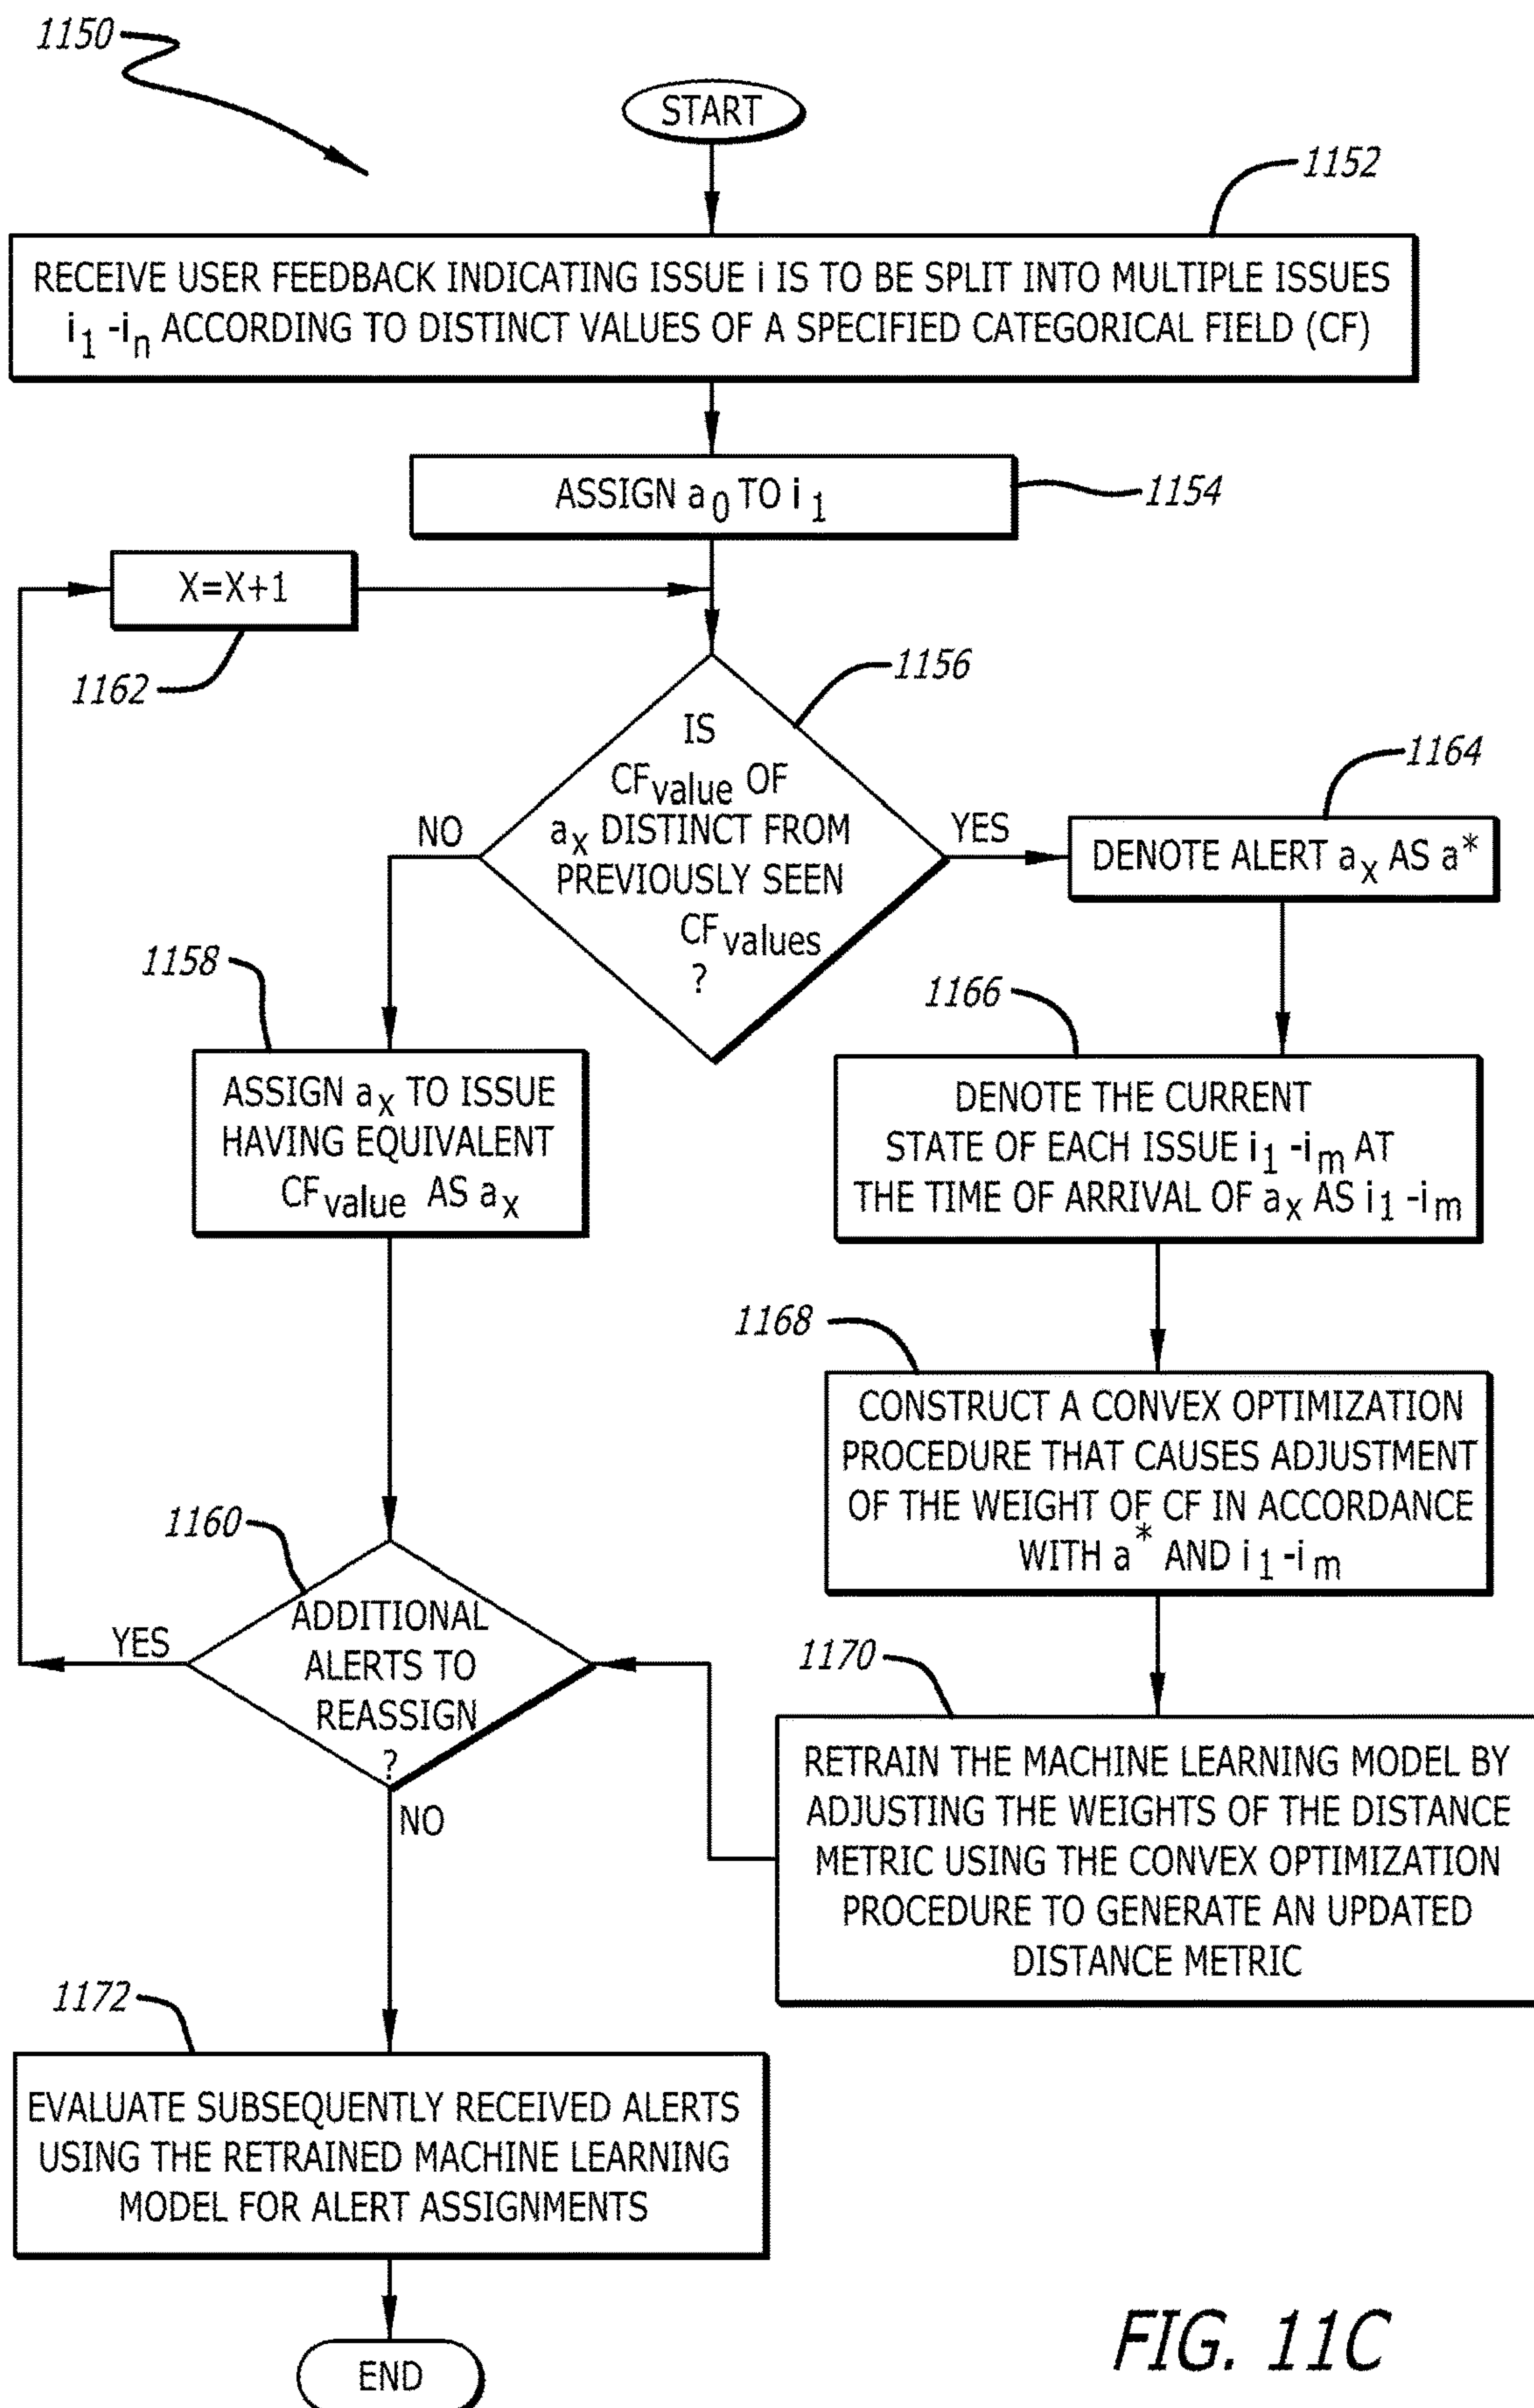 1150
START
1152
RECEIVE USER FEEDBACK INDICATING ISSUE i IS TO BE SPLIT INTO MULTIPLE ISSUES
i1 -in ACCORDING TO DISTINCT VALUES OF A SPECIFIED CATEGORICAL FIELD (CF)
ASSIGN a0 TO i1
1154
X=X+1
1162
1156
IS
CFvalue OF
ax DISTINCT FROM
PREVIOUSLY SEEN
CFvalues
?
NO
YES
1164
DENOTE ALERT ax AS a*
1158
ASSIGN ax TO ISSUE
HAVING EQUIVALENT
CFvalue AS ax
1166
DENOTE THE CURRENT
STATE OF EACH ISSUE i1 -im AT
THE TIME OF ARRIVAL OF ax AS i1 -im
1168
CONSTRUCT A CONVEX OPTIMIZATION
PROCEDURE THAT CAUSES ADJUSTMENT
OF THE WEIGHT OF CF IN ACCORDANCE
WITH a* AND i1 -im
1160
ADDITIONAL
ALERTS TO
REASSIGN
?
YES
NO
1170
RETRAIN THE MACHINE LEARNING MODEL BY
ADJUSTING THE WEIGHTS OF THE DISTANCE
METRIC USING THE CONVEX OPTIMIZATION
PROCEDURE TO GENERATE AN UPDATED
DISTANCE METRIC
1172
EVALUATE SUBSEQUENTLY RECEIVED ALERTS
USING THE RETRAINED MACHINE LEARNING
MODEL FOR ALERT ASSIGNMENTS
END
FIG. 11C